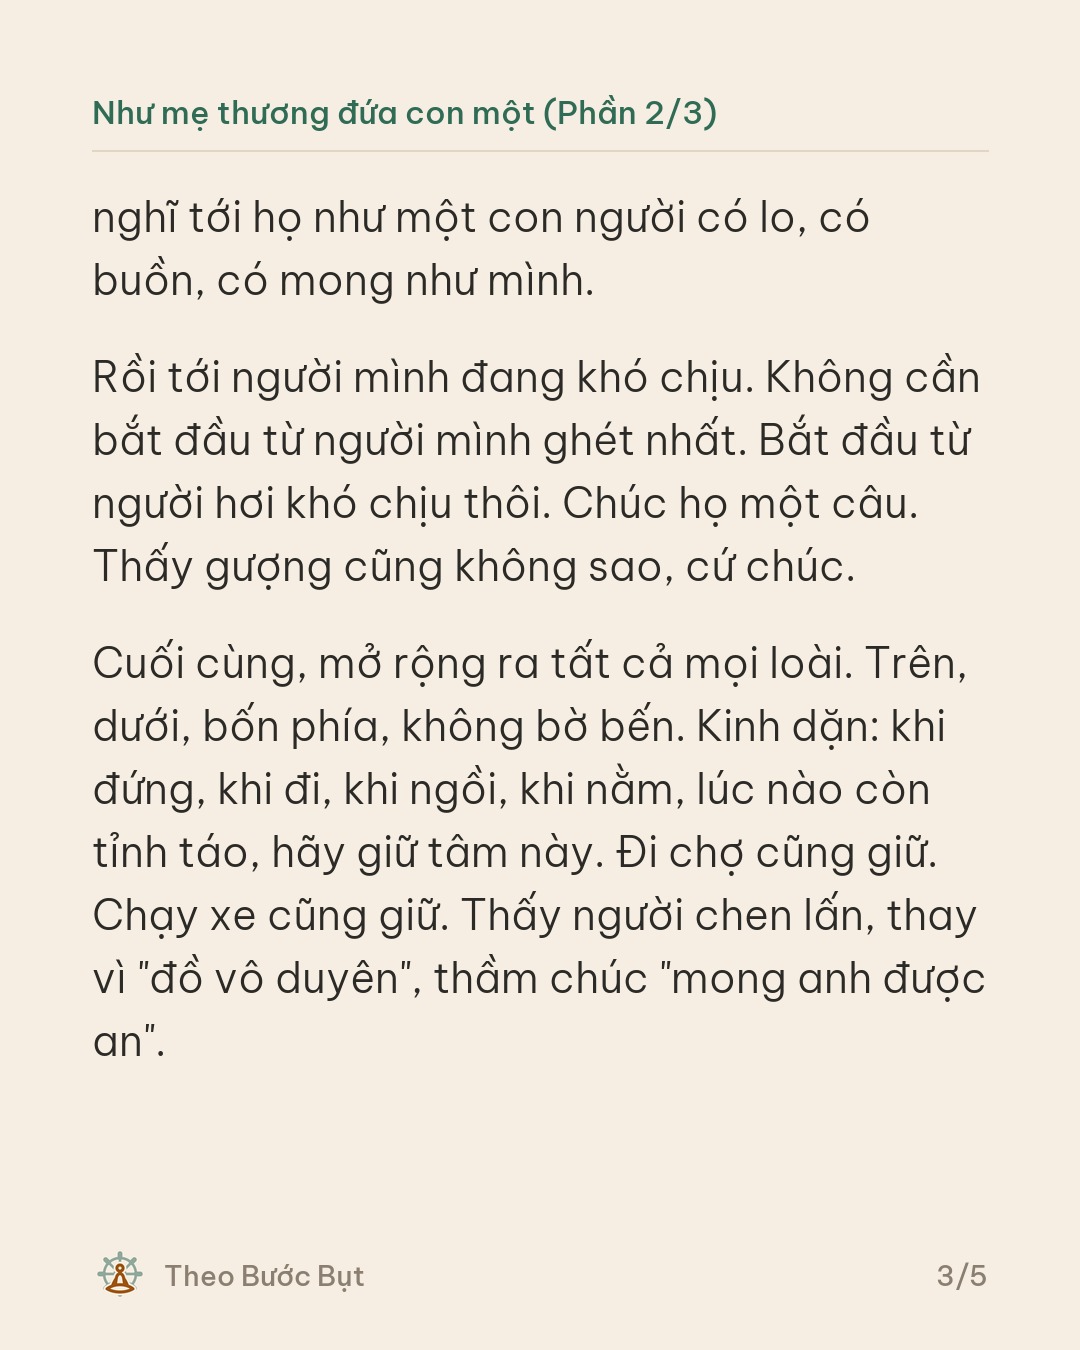 Như mẹ thương đứa con một (Phần 2/3)
nghĩ tới họ như một con người có lo, có
buồn, có mong như mình.
Rồi tới người mình đang khó chịu. Không cần
bắt đầu từ người mình ghét nhất. Bắt đầu từ
người hơi khó chịu thôi. Chúc họ một câu.
Thấy gượng cũng không sao, cứ chúc.
Cuối cùng, mở rộng ra tất cả mọi loài. Trên,
dưới, bốn phía, không bờ bến. Kinh dặn: khi
đứng, khi đi, khi ngồi, khi nằm, lúc nào còn
tỉnh táo, hãy giữ tâm này. Đi chợ cũng giữ.
Chạy xe cũng giữ. Thấy người chen lấn, thay
vì "đồ vô duyên", thầm chúc "mong anh được
an".
Theo Bước Bụt
3/5